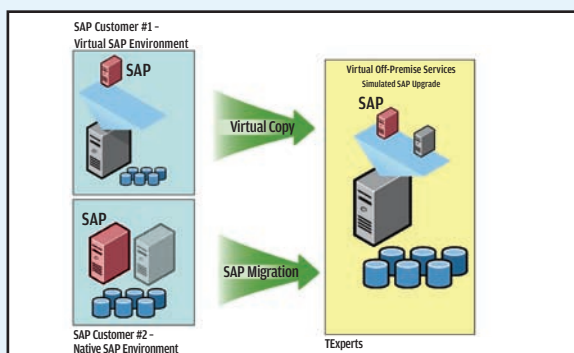 SAP Customer #1 –
Virtual SAP Environment
SAP
Virtual Copy
Virtual Off-Premise Services
Simulated SAP Upgrade
SAP
SAP
SAP Migration
SAP Customer #2 –
Native SAP Environment
TExperts